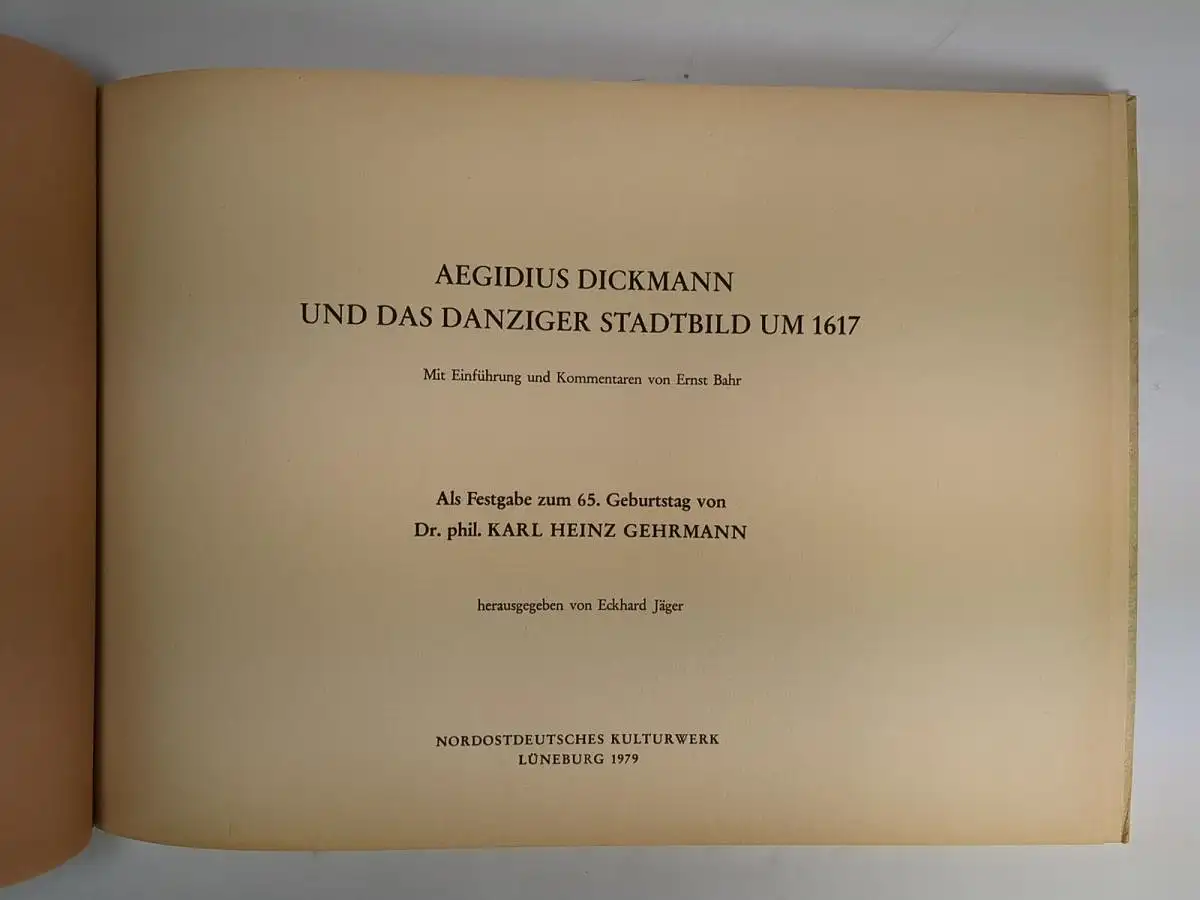 AEGIDIUS DICKMANN
UND DAS DANZIGER STADTBILD UM 1617
Mit Einführung und Kommentaren von Ernst Bahr
Als Festgabe zum 65. Geburtstag von
Dr. phil. KARL HEINZ GEHRMANN
herausgegeben von Eckhard Jäger
NORDOSTDEUTSCHES KULTURWERK
LÜNEBURG 1979